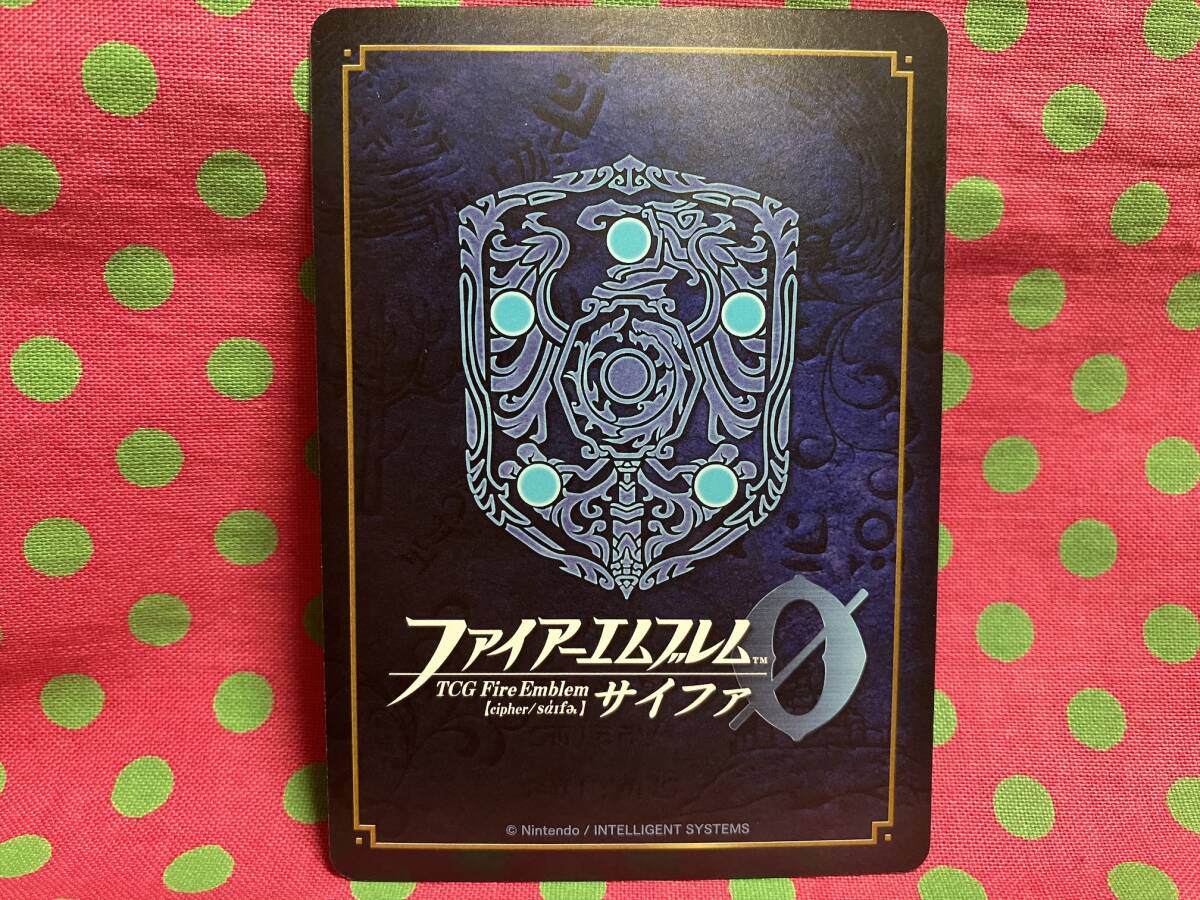 ファイアーエムブレム™
TCG Fire Emblem
【cipher/sάɪfɚ】
サイファ
0
© Nintendo / INTELLIGENT SYSTEMS